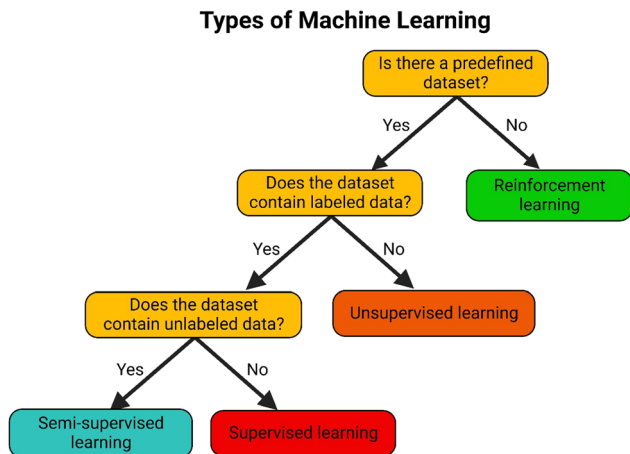 Types of Machine Learning
Is there a predefined
dataset?
Yes
No
Does the dataset
contain labeled data?
Reinforcement
learning
Yes
No
Does the dataset
contain unlabeled data?
Unsupervised learning
Yes
No
Semi-supervised
learning
Supervised learning